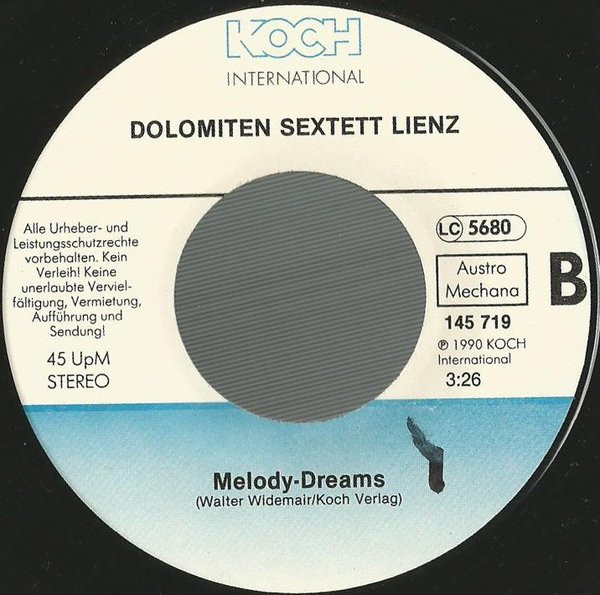 KOCH
INTERNATIONAL
DOLOMITEN SEXTETT LIENZ
Alle Urheber- und
Leistungsschutzrechte
vorbehalten. Kein
Verleih! Keine
unerlaubte Verviel-
fältigung, Vermietung,
Aufführung und
Sendung!
45 UpM
STEREO
LC 5680
Austro
Mechana
B
145 719
℗ 1990 KOCH
International
3:26
Melody-Dreams
(Walter Widemair/Koch Verlag)